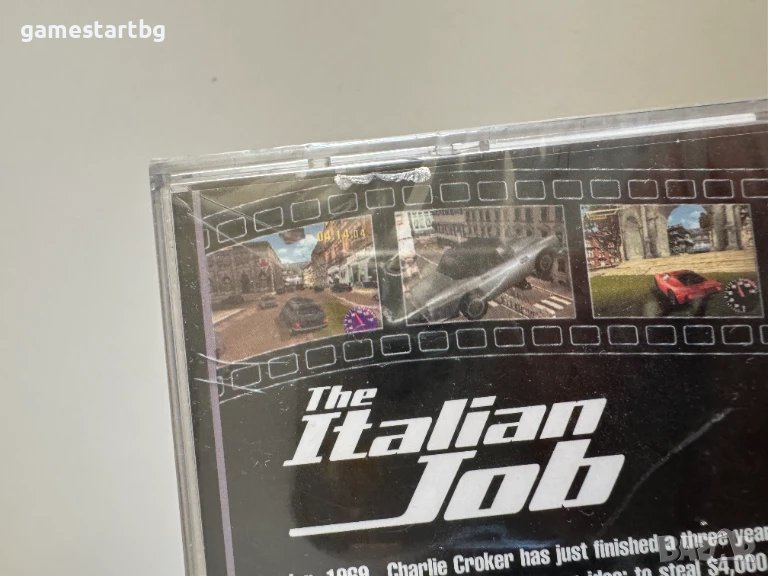 gamestartbg
04:14:04
The
Italian
Job
1969. Charlie Croker has just finished a three year
to steal $4,000